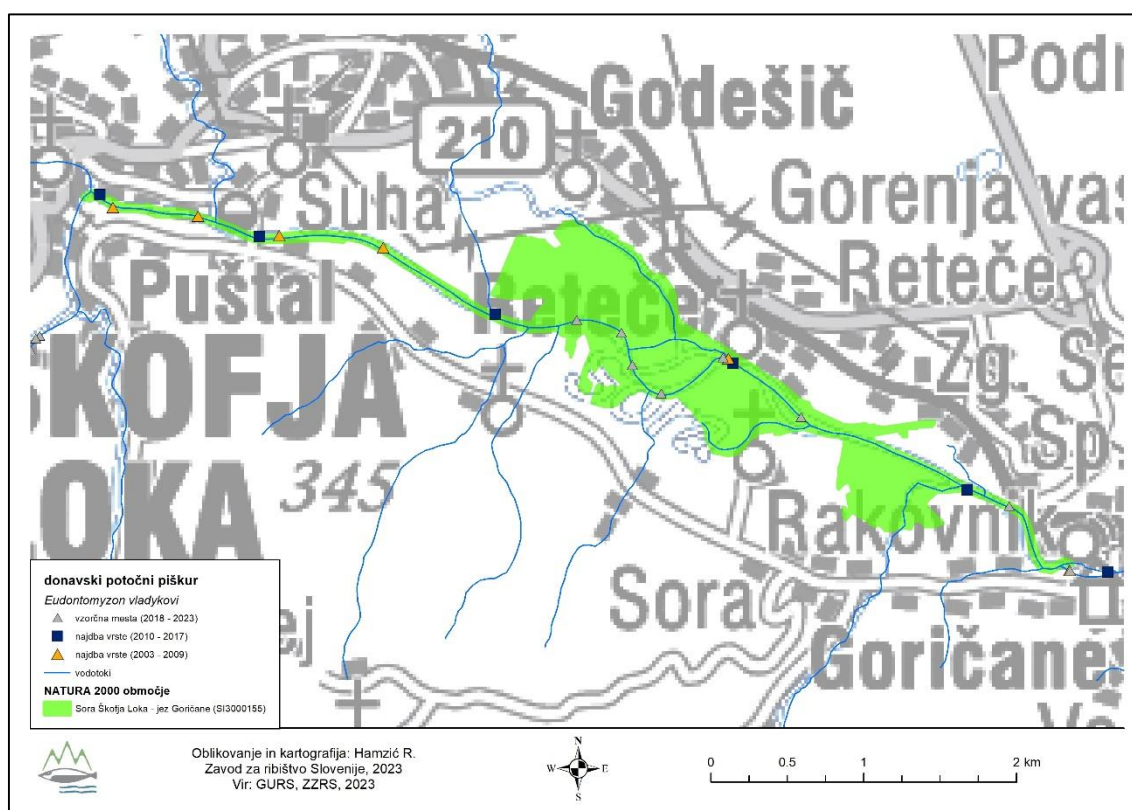 Godešič
Podr
210
Gorenja vas
Suha
Reteče
Puštal
Reteče
ŠKOFJA
LOKA
Zg. Se
Sp.
345
Rakovnik
Sora
Goričane
ej
donavski potočni piškur
Eudontomyzon vladykovi
vzorčna mesta (2018 - 2023)
najdba vrste (2010 - 2017)
najdba vrste (2003 - 2009)
vodotoki
NATURA 2000 območje
Sora Škofja Loka - jez Goričane (SI3000155)
Oblikovanje in kartografija: Hamzić R.
Zavod za ribištvo Slovenije, 2023
Vir: GURS, ZZRS, 2023
N
W E
S
0 0.5 1 2 km